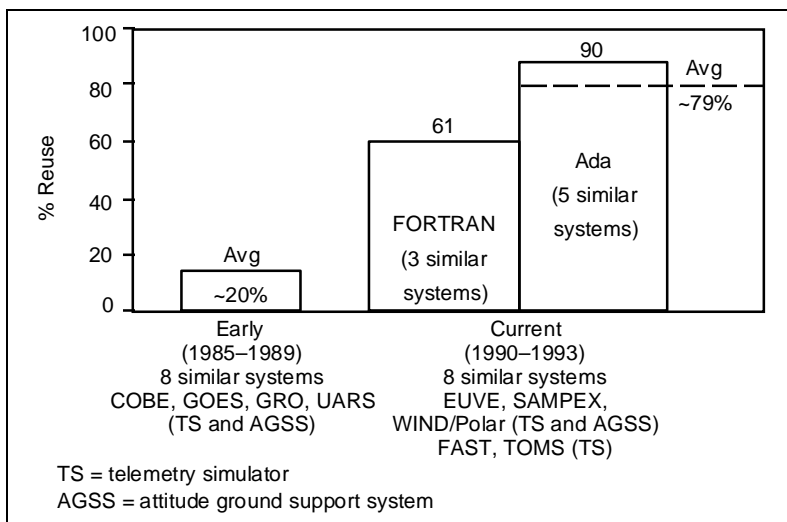 100
80
60
40
20
0
% Reuse
Avg
~20%
61
FORTRAN
(3 similar
systems)
90
Ada
(5 similar
systems)
Avg
~79%
Early
(1985–1989)
8 similar systems
COBE, GOES, GRO, UARS
(TS and AGSS)
Current
(1990–1993)
8 similar systems
EUVE, SAMPEX,
WIND/Polar (TS and AGSS)
FAST, TOMS (TS)
TS = telemetry simulator
AGSS = attitude ground support system